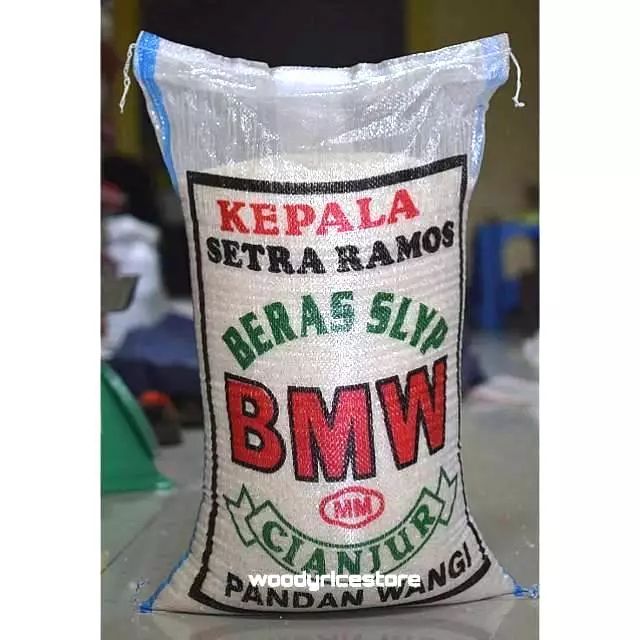 KEPALA
SETRA RAMOS
BERAS SLYP
BMW
MM
CIANJUR
woodyricestore
PANDAN WANGI